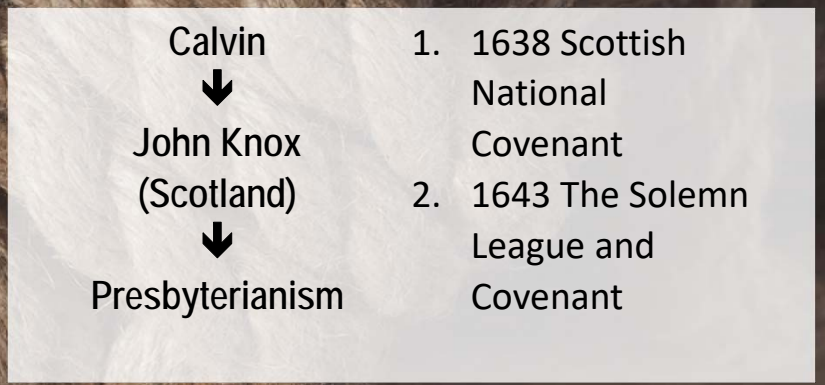 Calvin
🡻
John Knox
(Scotland)
🡻
Presbyterianism
1. 1638 Scottish
National
Covenant
2. 1643 The Solemn
League and
Covenant